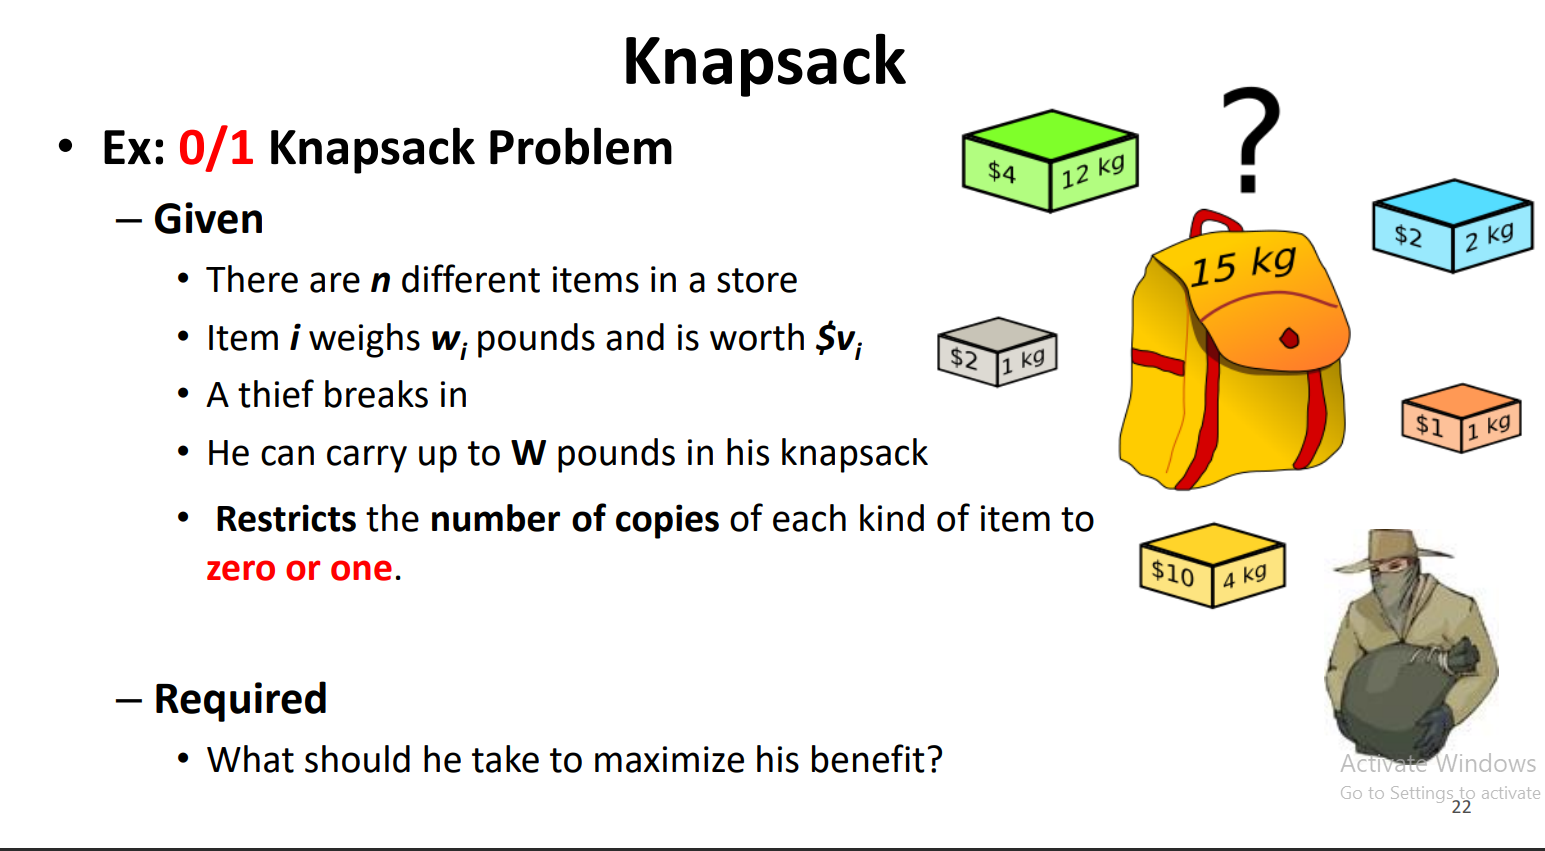 Knapsack
• Ex: 0/1 Knapsack Problem
– Given
• There are n different items in a store
• Item i weighs wi pounds and is worth $vi
• A thief breaks in
• He can carry up to W pounds in his knapsack
• Restricts the number of copies of each kind of item to
zero or one.
– Required
• What should he take to maximize his benefit?
?
$4 12 kg
$2 2 kg
15 kg
$2 1 kg
$1 1 kg
$10 4 kg
Activate Windows
Go to Settings to activate
22